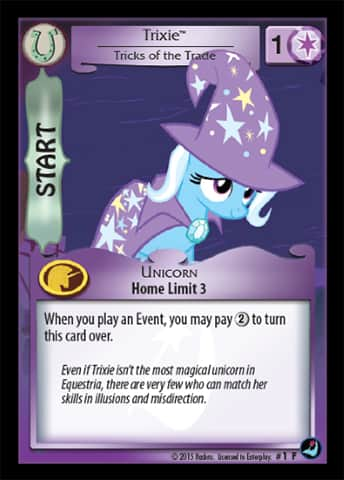 Trixie™
Tricks of the Trade
1
START
UNICORN
Home Limit 3
When you play an Event, you may pay 2 to turn
this card over.
Even if Trixie isn't the most magical unicorn in
Equestria, there are very few who can match her
skills in illusions and misdirection.
© 2015 Hasbro. Licensed to Enterplay. #1 F